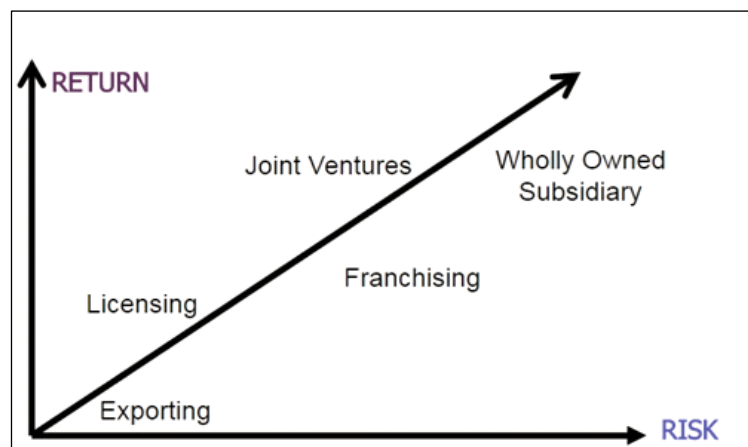 RETURN
Joint Ventures
Wholly Owned
Subsidiary
Franchising
Licensing
Exporting
RISK